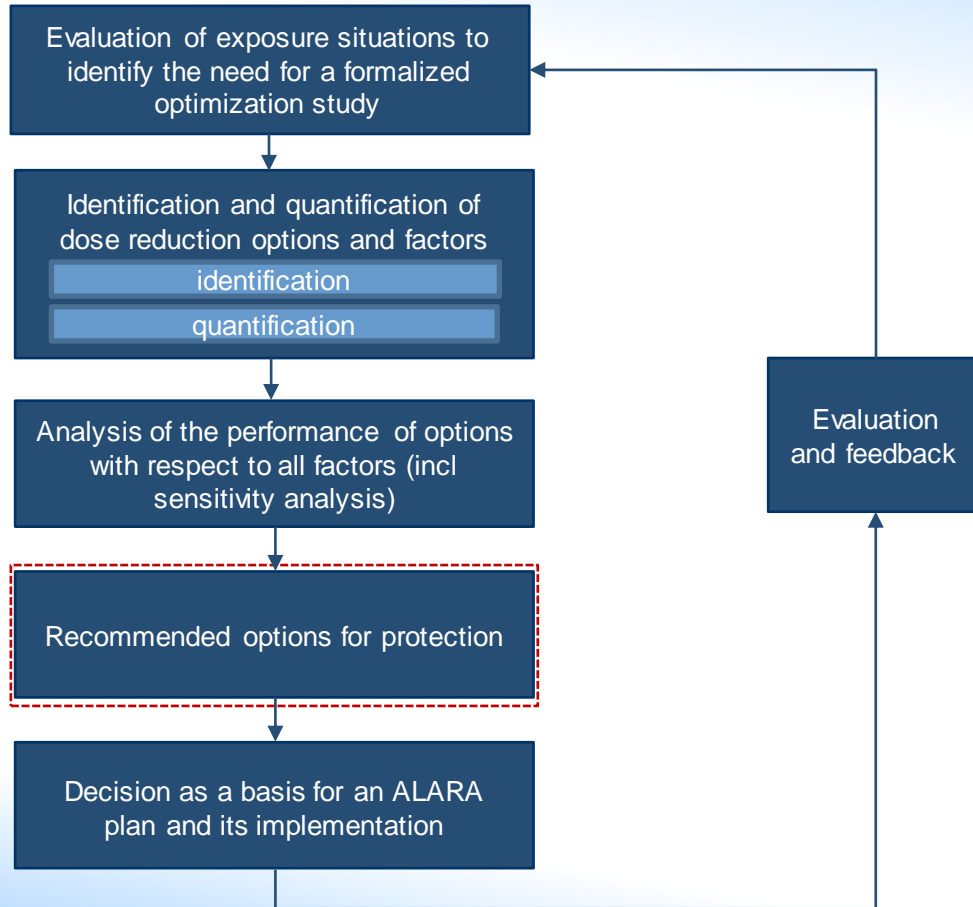 Evaluation of exposure situations to
identify the need for a formalized
optimization study
Identification and quantification of
dose reduction options and factors
identification
quantification
Analysis of the performance of options
with respect to all factors (incl
sensitivity analysis)
Evaluation
and feedback
Recommended options for protection
Decision as a basis for an ALARA
plan and its implementation